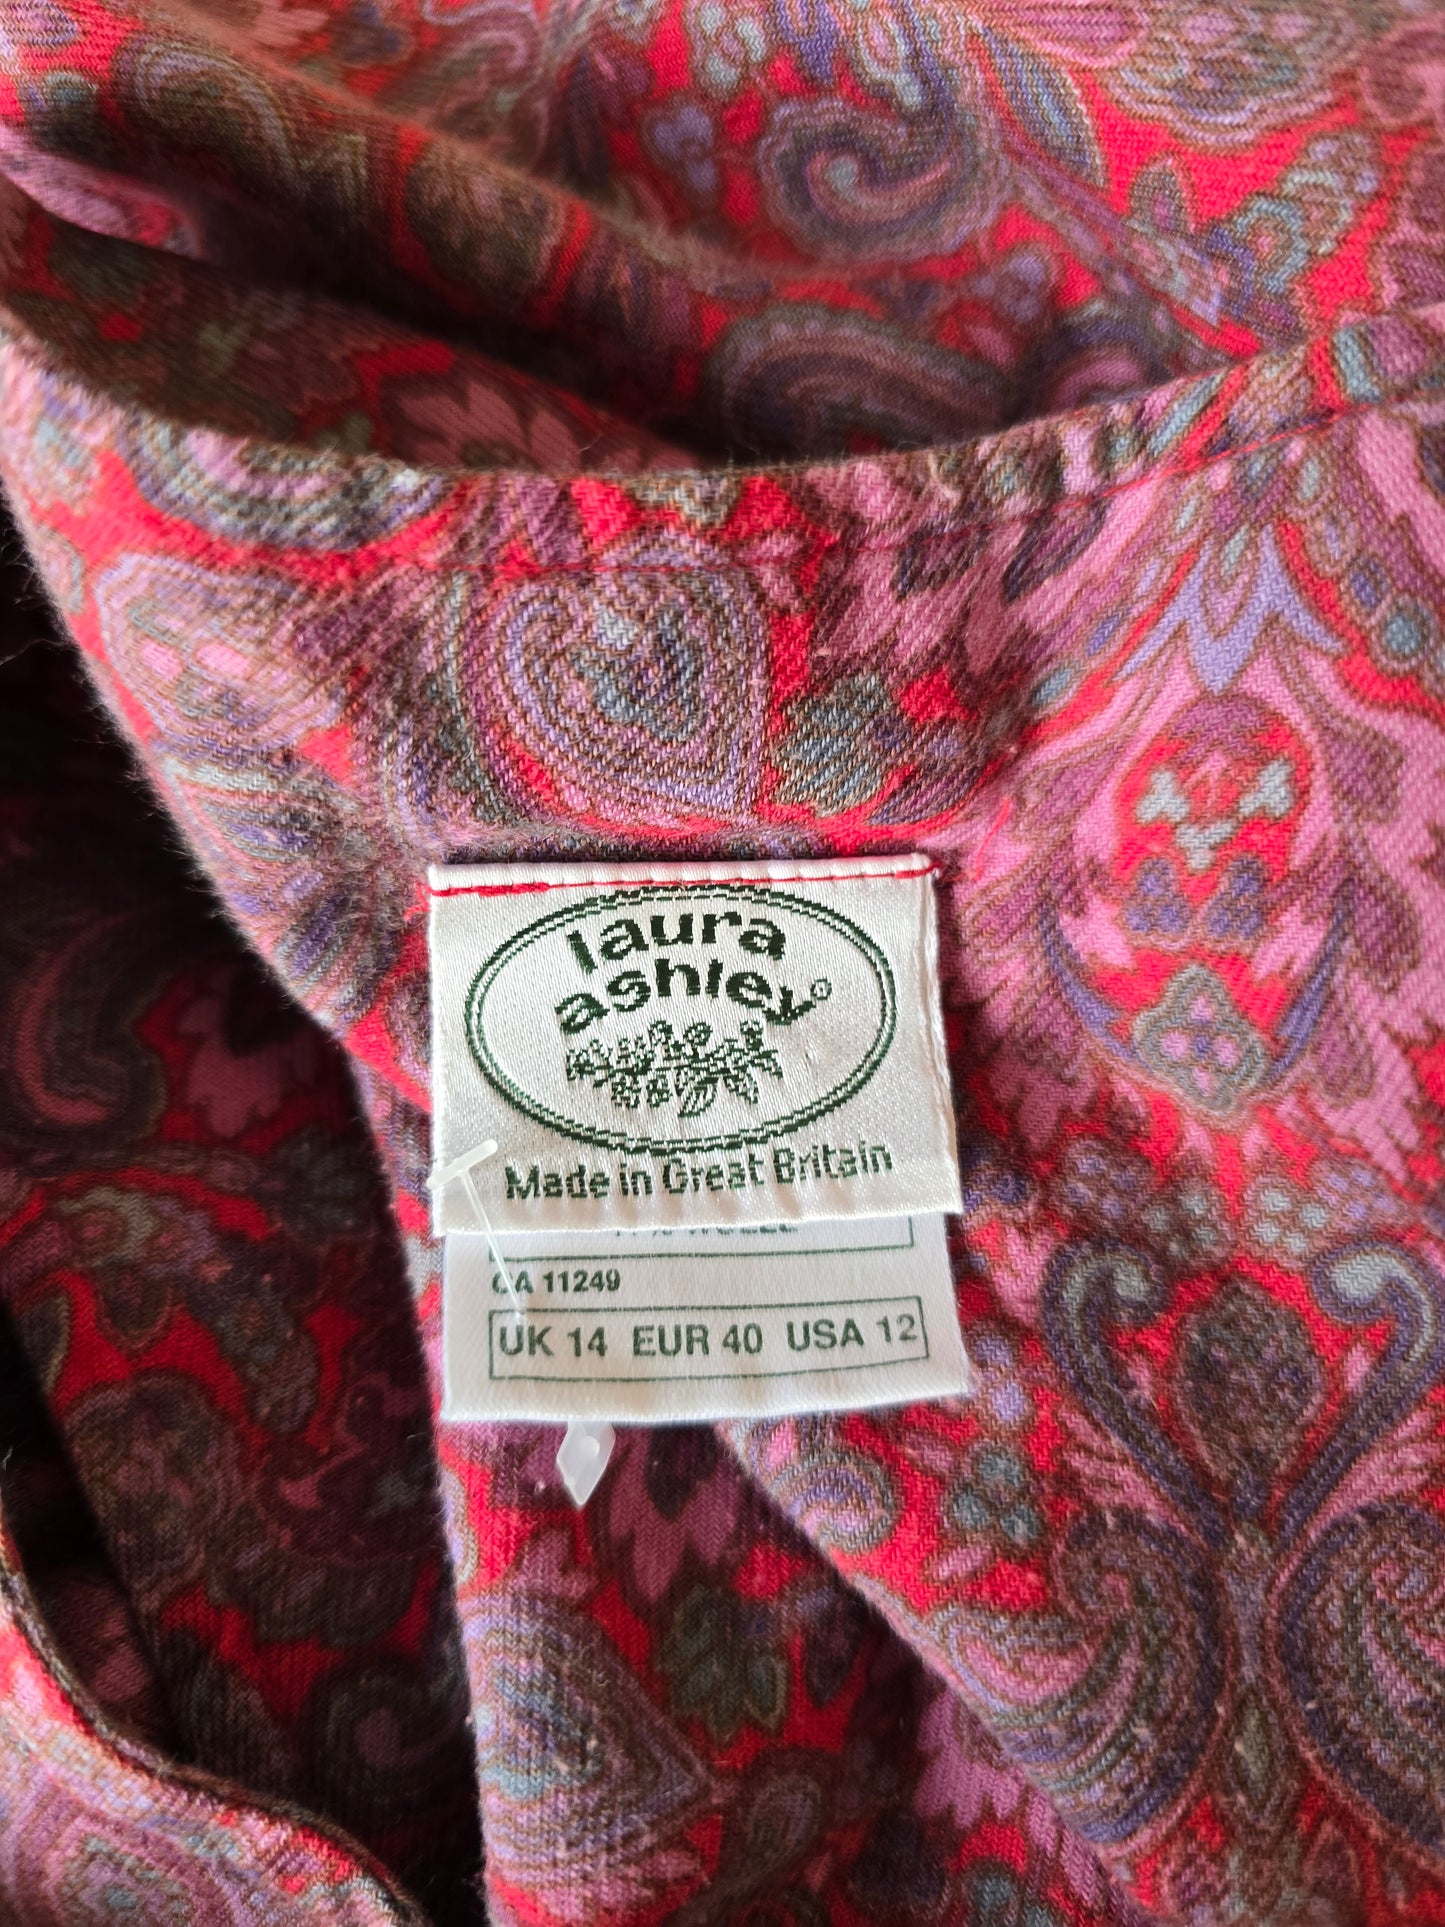 laura
ashley®
Made in Great Britain
CA 11249
UK 14 EUR 40 USA 12